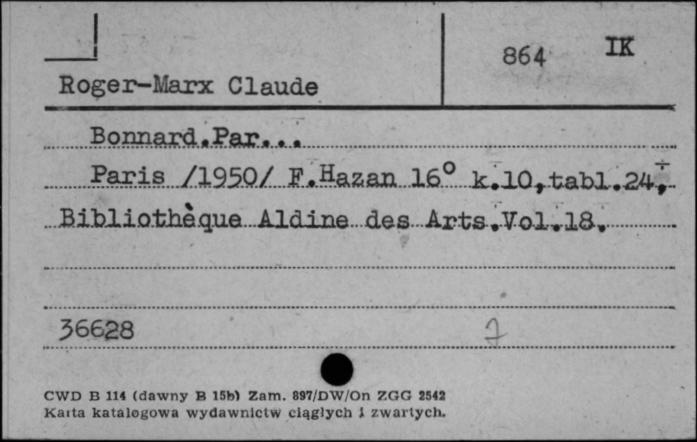 864 IK
Roger-Marx Claude
Bonnard.Par...
Paris /1950/ F.Hazan 16° k.10,tabl.24,
Bibliothèque Aldine des Arts.Vol.18.
36628
CWD B 114 (dawny B 15b) Zam. 897/DW/On ZGG 2542
Karta katalogowa wydawnictw ciągłych i zwartych.